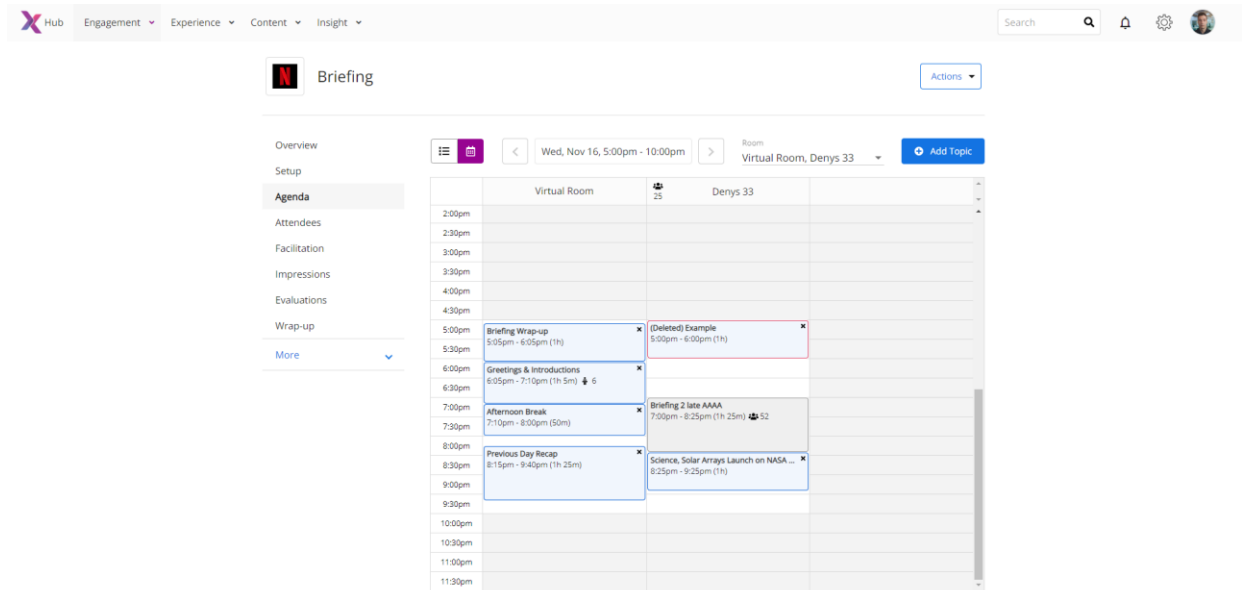 Hub
Engagement
Experience
Content
Insight
Search
N
Briefing
Actions
Overview
Setup
Agenda
Attendees
Facilitation
Impressions
Evaluations
Wrap-up
More
Wed, Nov 16, 5:00pm - 10:00pm
Room
Virtual Room, Denys 33
Add Topic
Virtual Room
25
Denys 33
2:00pm
2:30pm
3:00pm
3:30pm
4:00pm
4:30pm
5:00pm
5:30pm
6:00pm
6:30pm
7:00pm
7:30pm
8:00pm
8:30pm
9:00pm
9:30pm
10:00pm
10:30pm
11:00pm
11:30pm
Briefing Wrap-up
5:05pm - 6:05pm (1h)
Greetings & Introductions
6:05pm - 7:10pm (1h 5m) 6
Afternoon Break
7:10pm - 8:00pm (50m)
Previous Day Recap
8:15pm - 9:40pm (1h 25m)
(Deleted) Example
5:00pm - 6:00pm (1h)
Briefing 2 late AAAA
7:00pm - 8:25pm (1h 25m) 52
Science, Solar Arrays Launch on NASA ...
8:25pm - 9:25pm (1h)